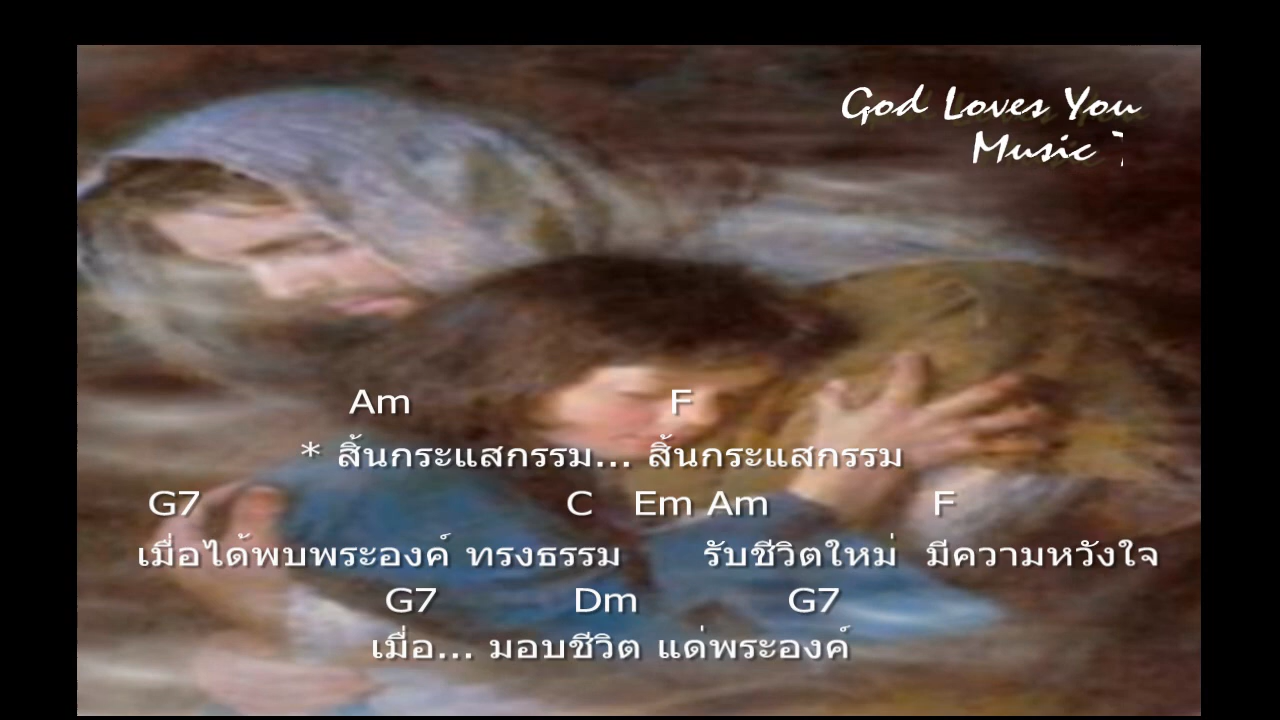 God Loves You
Music
Am F
* สิ้นกระแสกรรม... สิ้นกระแสกรรม
G7 C Em Am F
เมื่อได้พบพระองค์ ทรงธรรม รับชีวิตใหม่ มีความหวังใจ
G7 Dm G7
เมื่อ... มอบชีวิต แด่พระองค์